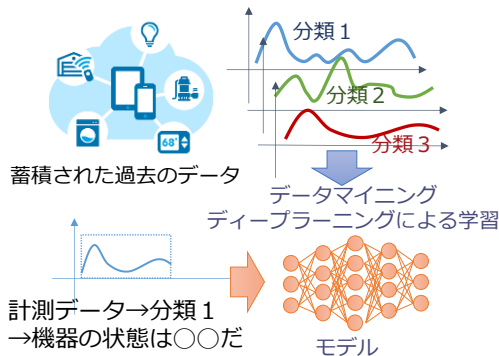 分類１
分類２
分類３
68°
蓄積された過去のデータ
データマイニング
ディープラーニングによる学習
計測データ→分類１
→機器の状態は○○だ
モデル